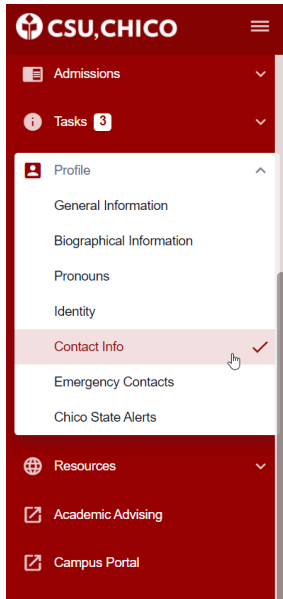 CSU, CHICO
Admissions
Tasks 3
Profile
General Information
Biographical Information
Pronouns
Identity
Contact Info
Emergency Contacts
Chico State Alerts
Resources
Academic Advising
Campus Portal